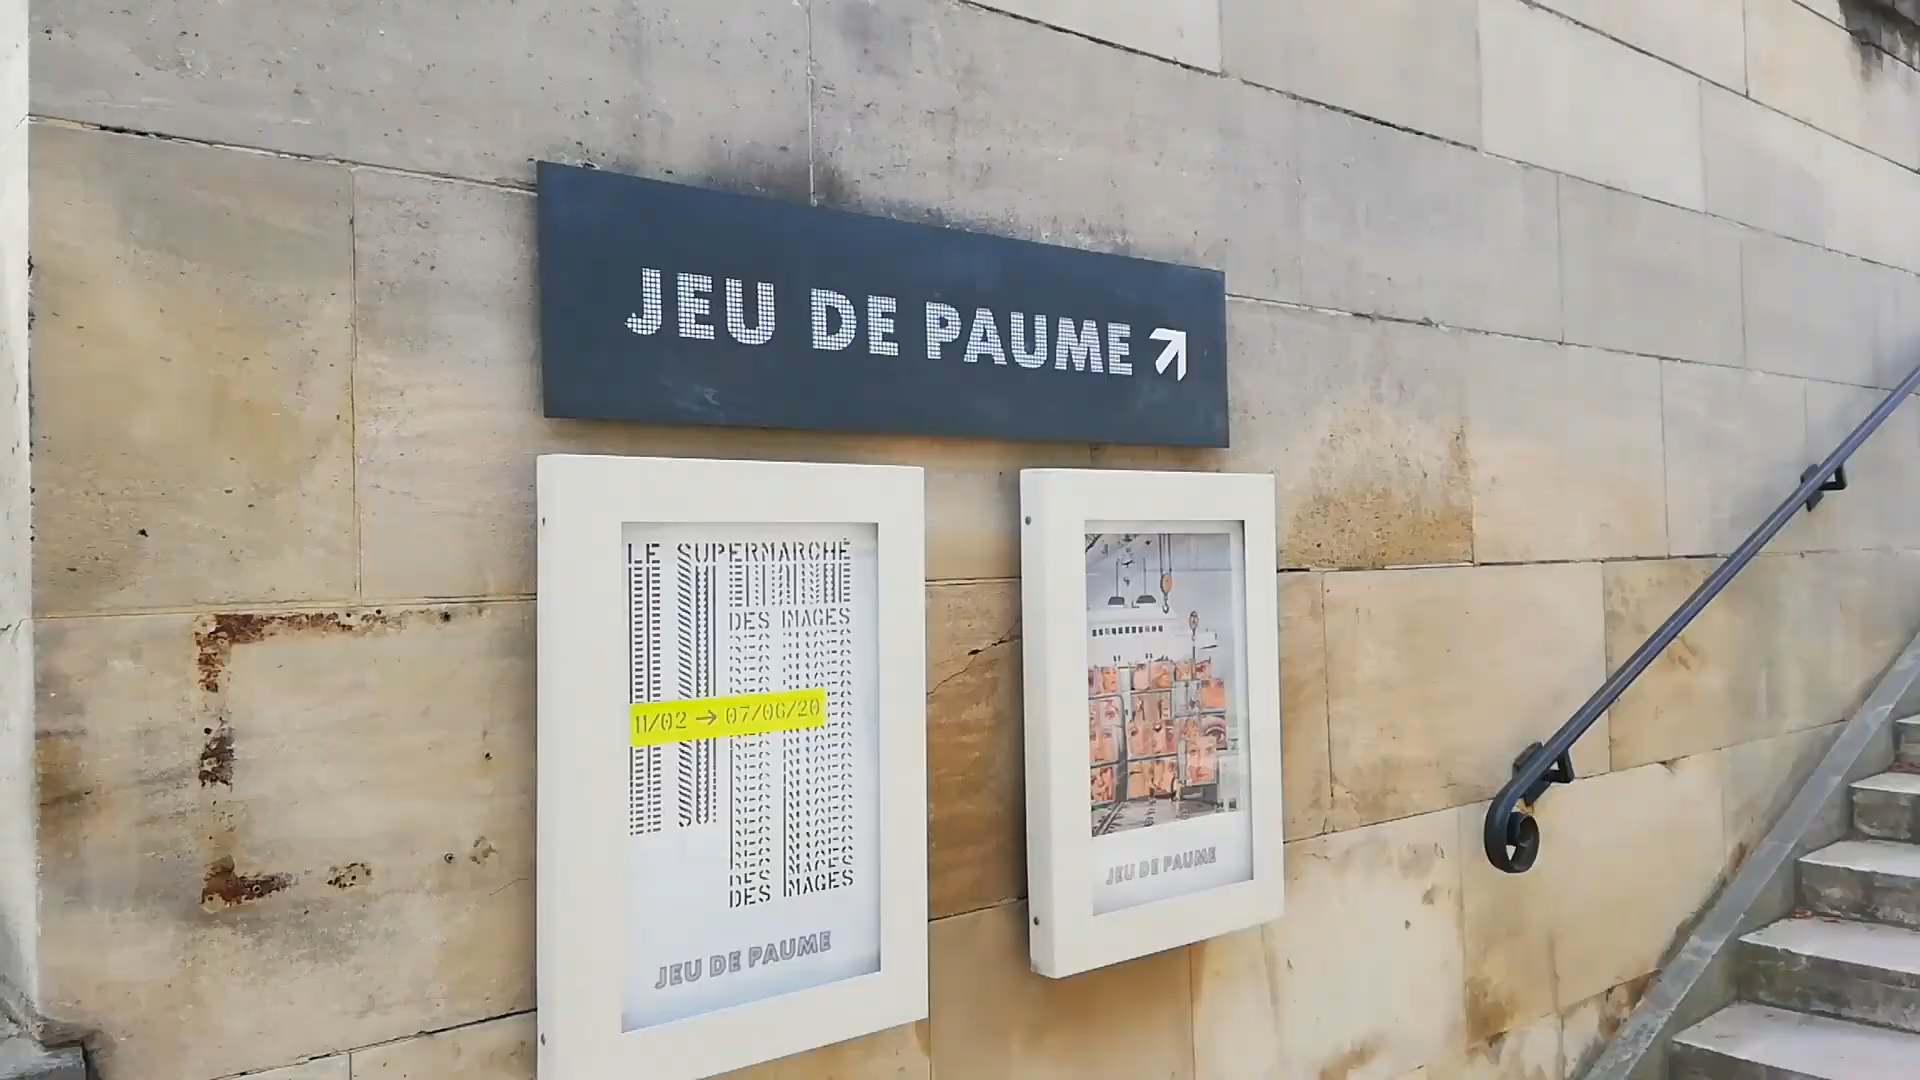 JEU DE PAUME
LE SUPERMARCHÉ
DES IMAGES
11/02 → 07/06/20
DES IMAGES
JEU DE PAUME
JEU DE PAUME